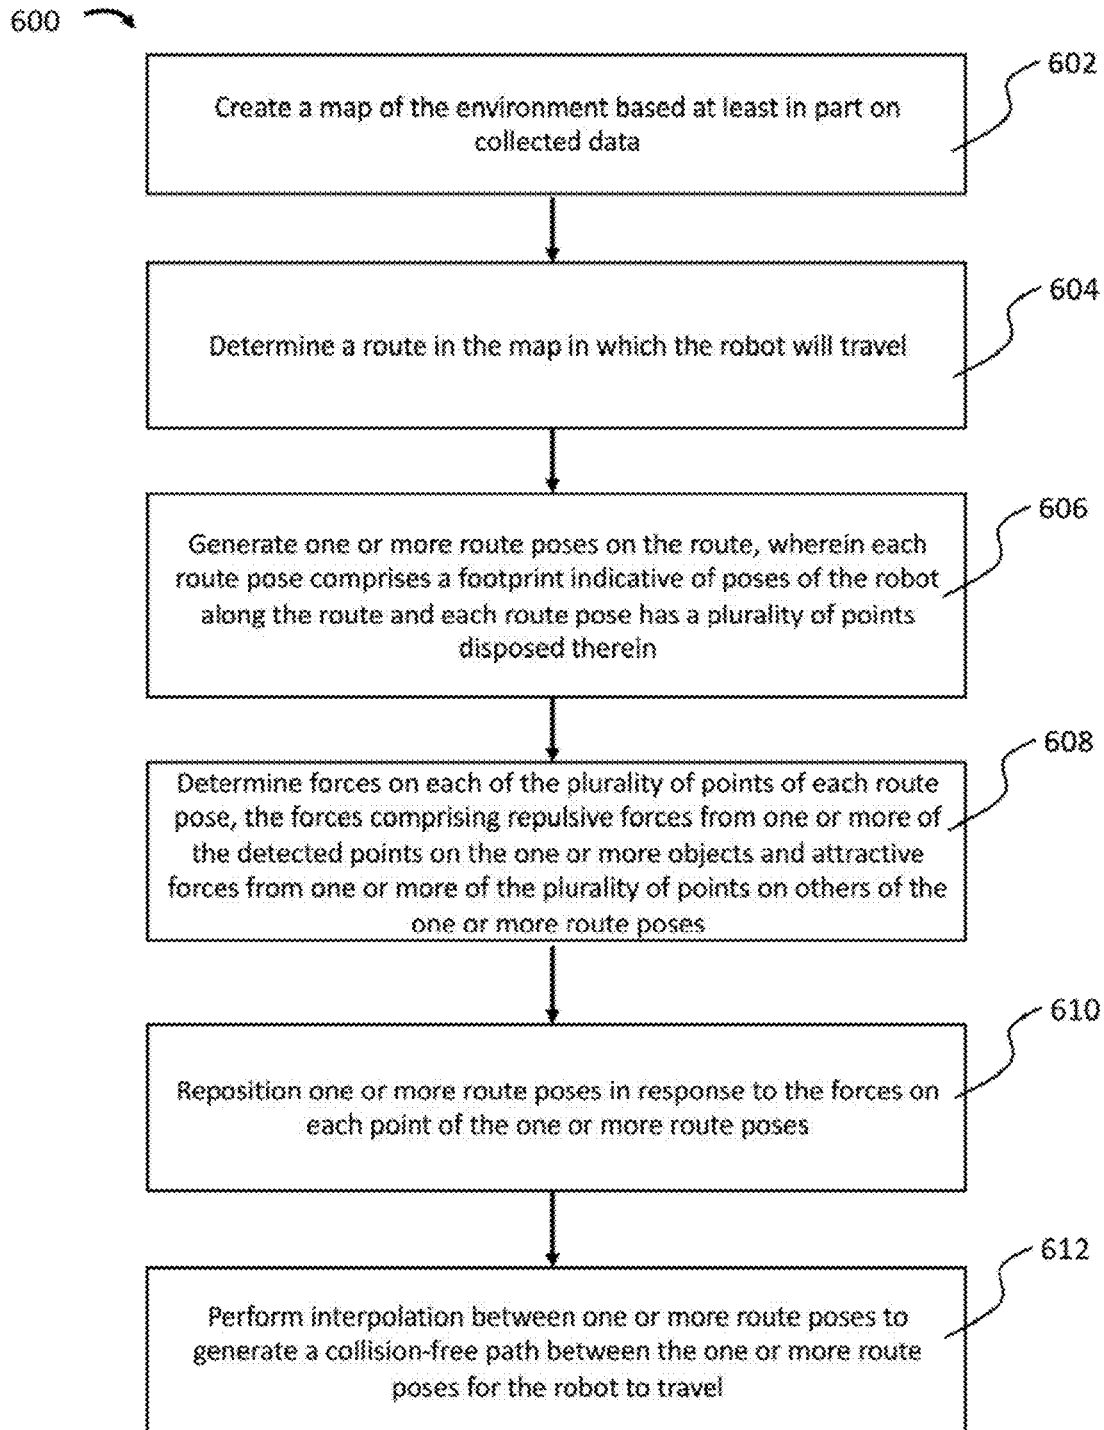 600
602
Create a map of the environment based at least in part on
collected data
604
Determine a route in the map in which the robot will travel
606
Generate one or more route poses on the route, wherein each
route pose comprises a footprint indicative of poses of the robot
along the route and each route pose has a plurality of points
disposed therein
608
Determine forces on each of the plurality of points of each route
pose, the forces comprising repulsive forces from one or more of
the detected points on the one or more objects and attractive
forces from one or more of the plurality of points on others of the
one or more route poses
610
Reposition one or more route poses in response to the forces on
each point of the one or more route poses
612
Perform interpolation between one or more route poses to
generate a collision-free path between the one or more route
poses for the robot to travel